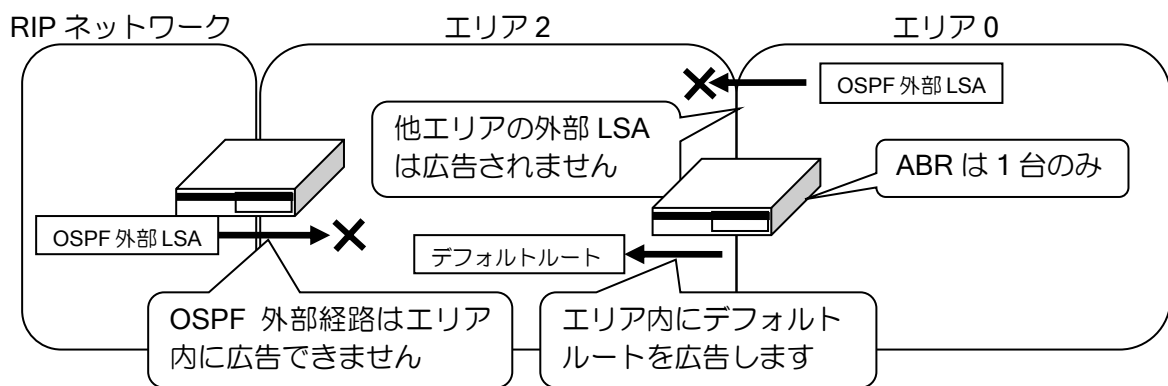 RIP ネットワーク
エリア 2
エリア 0
OSPF 外部 LSA
他エリアの外部 LSA
は広告されません
ABR は 1 台のみ
OSPF 外部 LSA
デフォルトルート
OSPF 外部経路はエリア
内に広告できません
エリア内にデフォルト
ルートを広告します